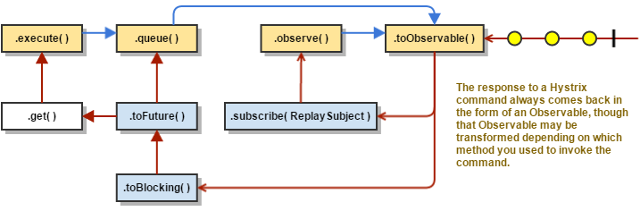 .execute( )
.queue( )
.observe( )
.toObservable( )
.get( )
.toFuture( )
.subscribe( Replay Subject )
.toBlocking( )
The response to a Hystrix
command always comes back
in the form of an Observable, though
that Observable may be
transformed depending on which
method you used to invoke the
command.